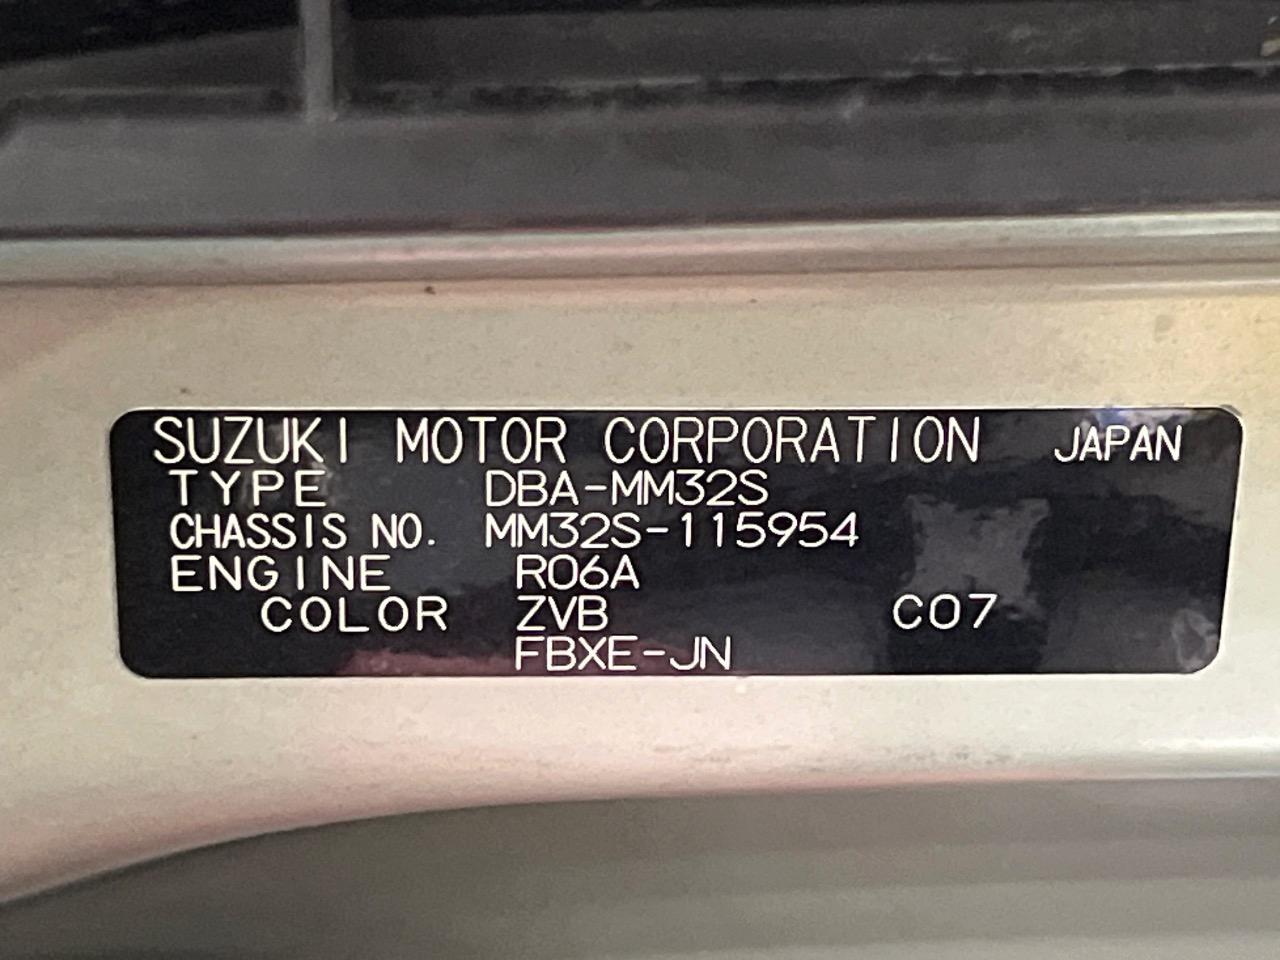 SUZUKI MOTOR CORPORATION JAPAN
TYPE DBA-MM32S
CHASSIS NO. MM32S-115954
ENGINE R06A
COLOR ZVB C07
FBXE-JN